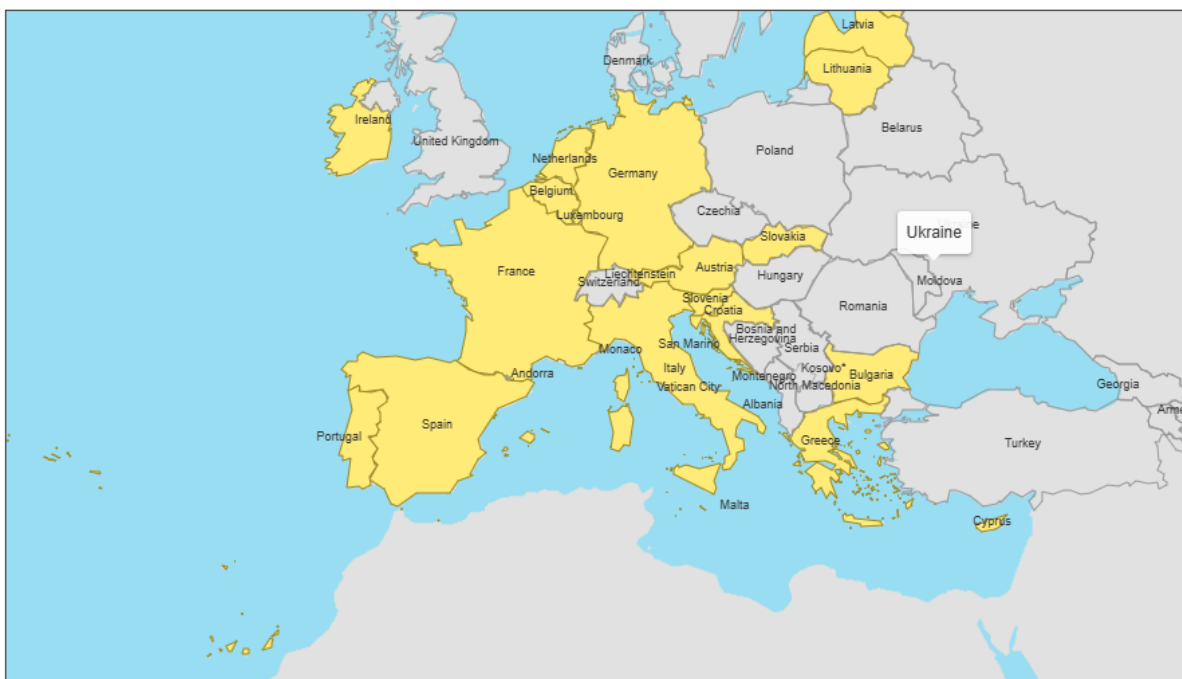 Latvia
Denmark
Lithuania
Ireland
Belarus
United Kingdom
Poland
Netherlands
Germany
Belgium
Czechia
Luxembourg
Ukraine
Slovakia
France
Austria
Liechtenstein
Switzerland
Hungary
Moldova
Slovenia
Croatia
Romania
Bosnia and
Herzegovina
San Marino
Serbia
Monaco
Italy
Kosovo*
Andorra
Montenegro
Bulgaria
Vatican City
North Macedonia
Georgia
Albania
Arme
Spain
Portugal
Greece
Turkey
Malta
Cyprus